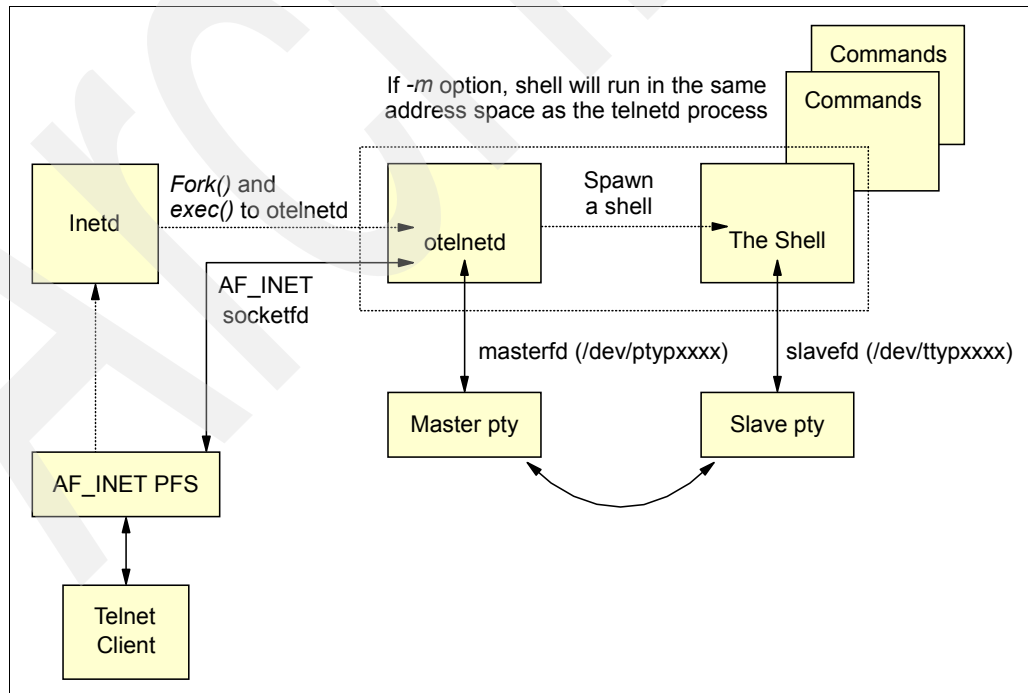 Commands
Commands
If -m option, shell will run in the same
address space as the telnetd process
Inetd
Fork() and
exec() to otelnetd
otelnetd
Spawn
a shell
The Shell
AF_INET
socketfd
masterfd (/dev/ptypxxxx)
slavefd (/dev/ttypxxxx)
Master pty
Slave pty
AF_INET PFS
Telnet
Client